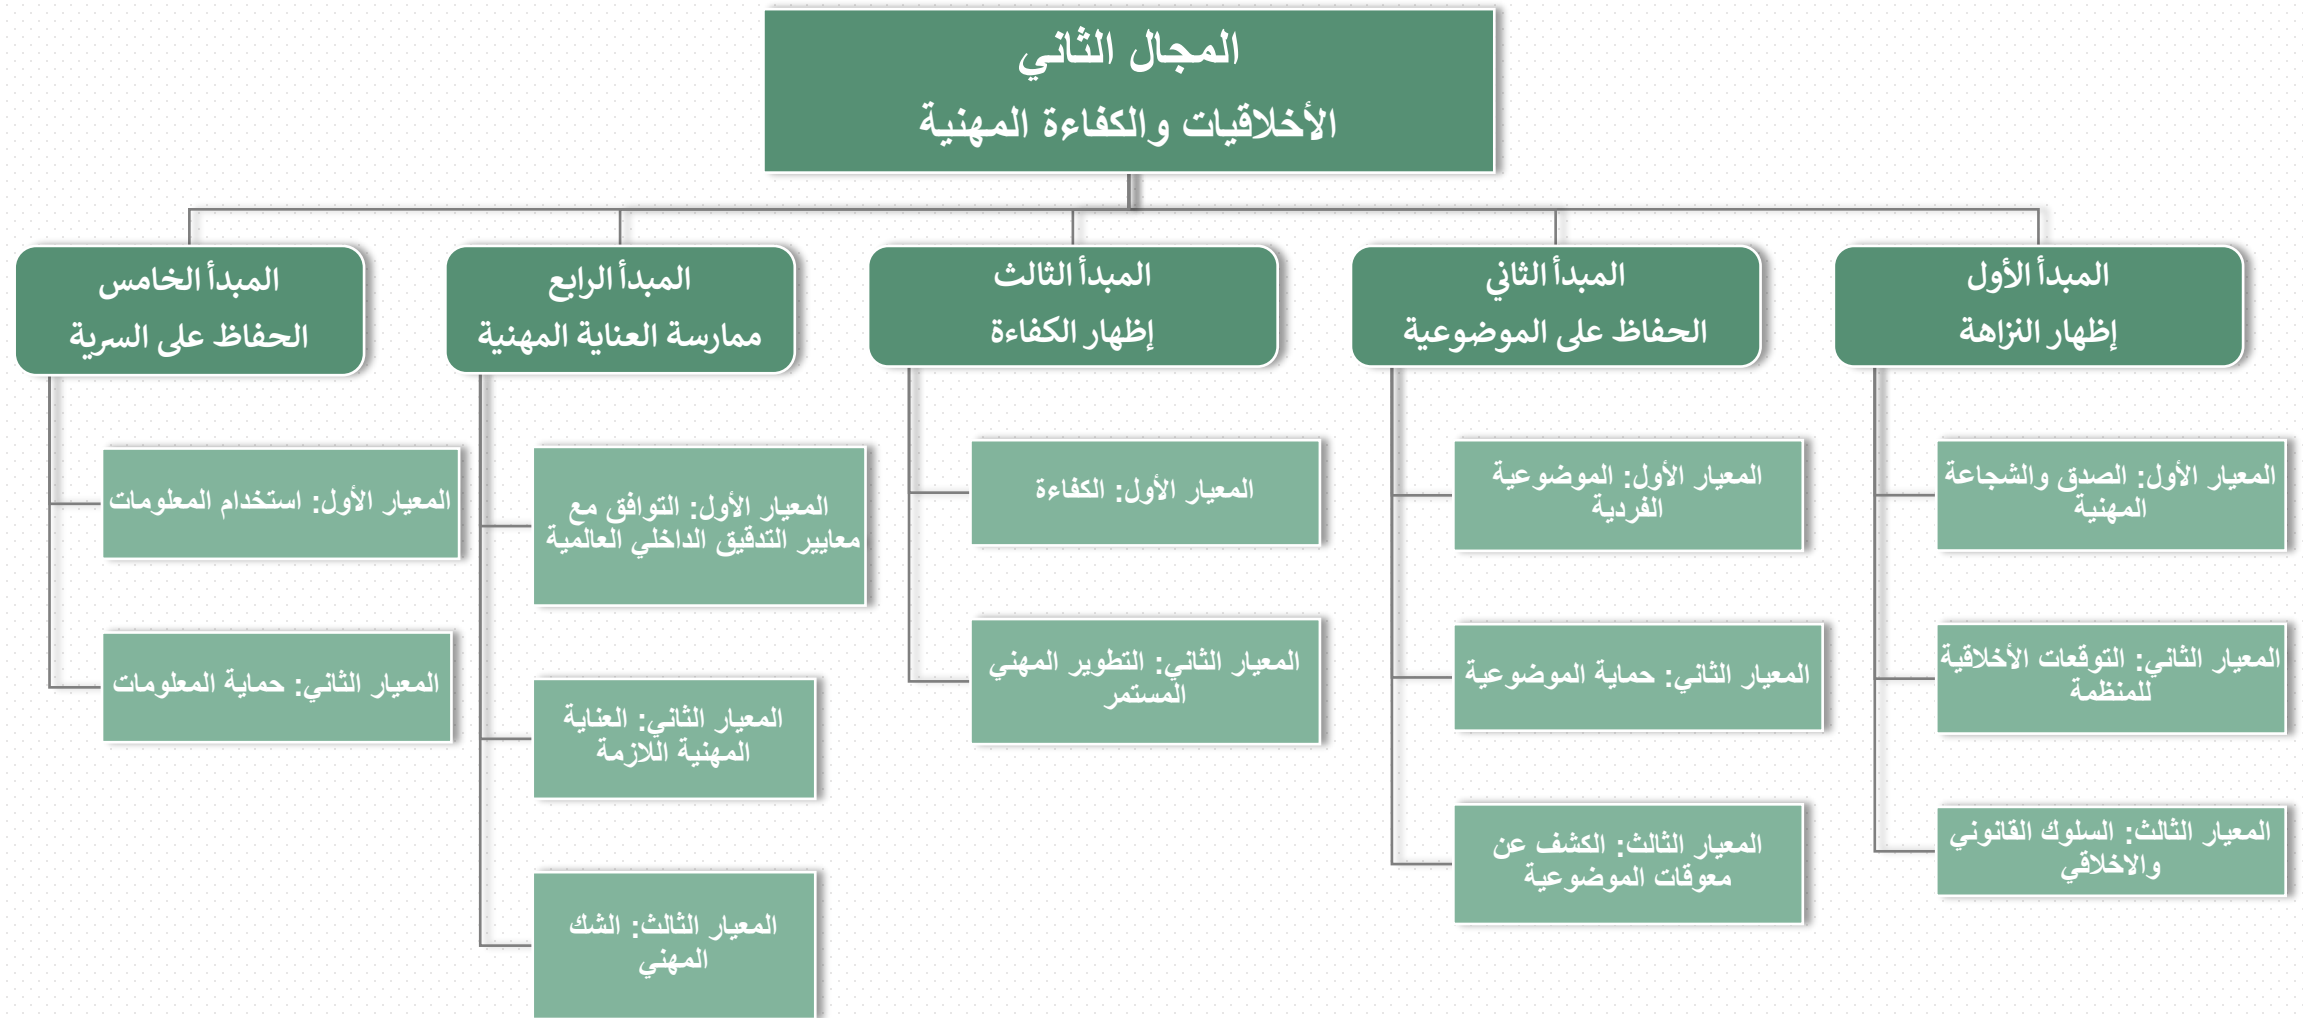 المجال الثاني
الأخلاقيات والكفاءة المهنية
المبدأ الأول
إظهار النزاهة
المعيار الأول: الصدق والشجاعة
المهنية
المعيار الثاني: التوقعات الأخلاقية
للمنظمة
المعيار الثالث: السلوك القانوني
والاخلاقي
المبدأ الثاني
الحفاظ على الموضوعية
المعيار الأول: الموضوعية
الفردية
المعيار الثاني: حماية الموضوعية
المعيار الثالث: الكشف عن
معوقات الموضوعية
المبدأ الثالث
إظهار الكفاءة
المعيار الأول: الكفاءة
المعيار الثاني: التطوير المهني
المستمر
المبدأ الرابع
ممارسة العناية المهنية
المعيار الأول: التوافق مع
معايير التدقيق الداخلي العالمية
المعيار الثاني: العناية
المهنية اللازمة
المعيار الثالث: الشك
المهني
المبدأ الخامس
الحفاظ على السرية
المعيار الأول: استخدام المعلومات
المعيار الثاني: حماية المعلومات